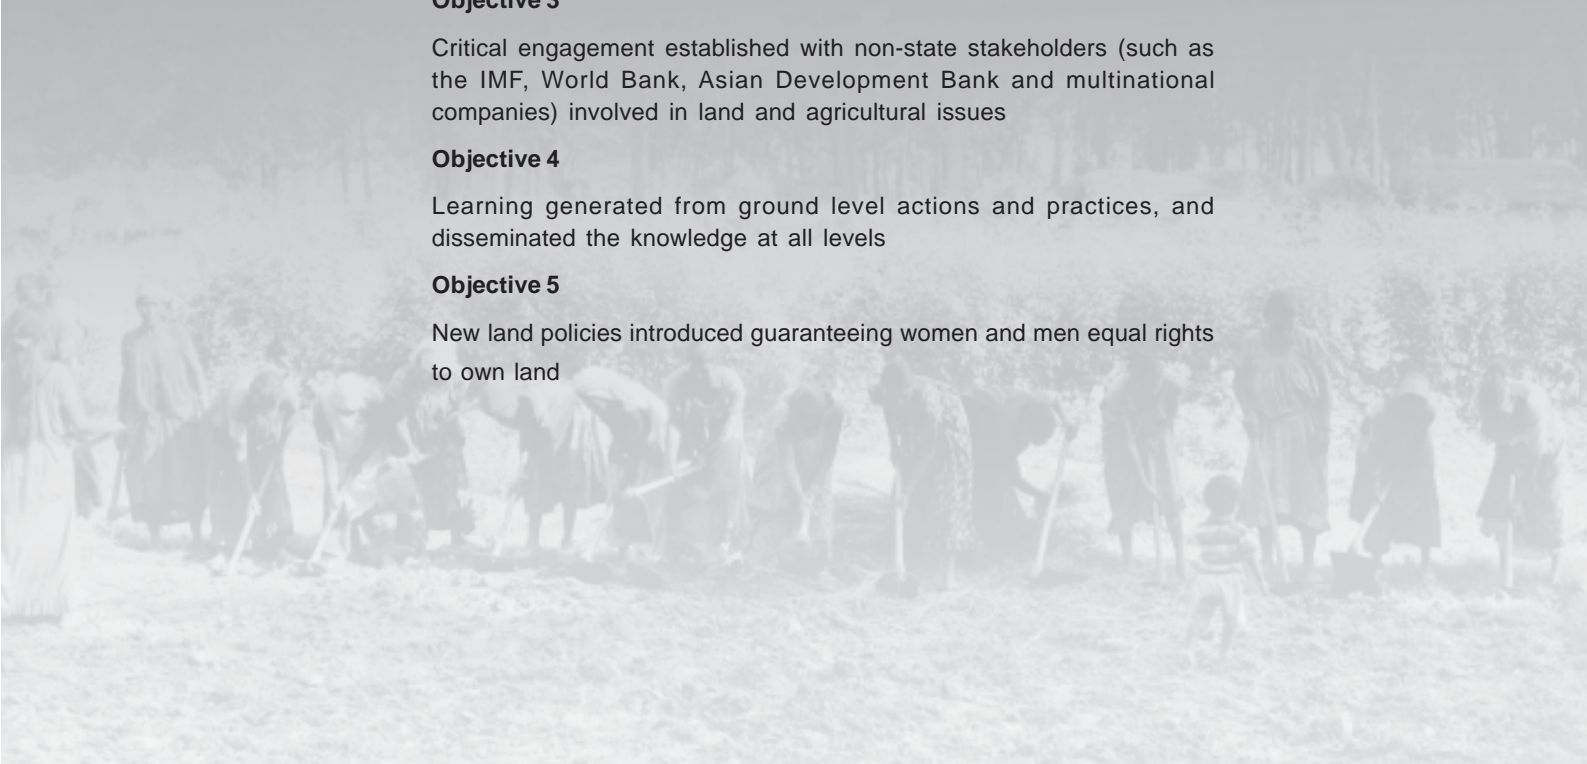 Objective 3
Critical engagement established with non-state stakeholders (such as
the IMF, World Bank, Asian Development Bank and multinational
companies) involved in land and agricultural issues
Objective 4
Learning generated from ground level actions and practices, and
disseminated the knowledge at all levels
Objective 5
New land policies introduced guaranteeing women and men equal rights
to own land